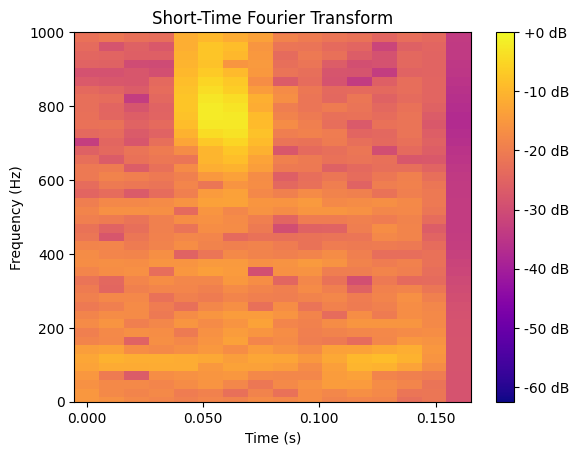 Short-Time Fourier Transform
Frequency (Hz)
1000
800
600
400
200
0
0.000
0.050
0.100
0.150
Time (s)
+0 dB
-10 dB
-20 dB
-30 dB
-40 dB
-50 dB
-60 dB